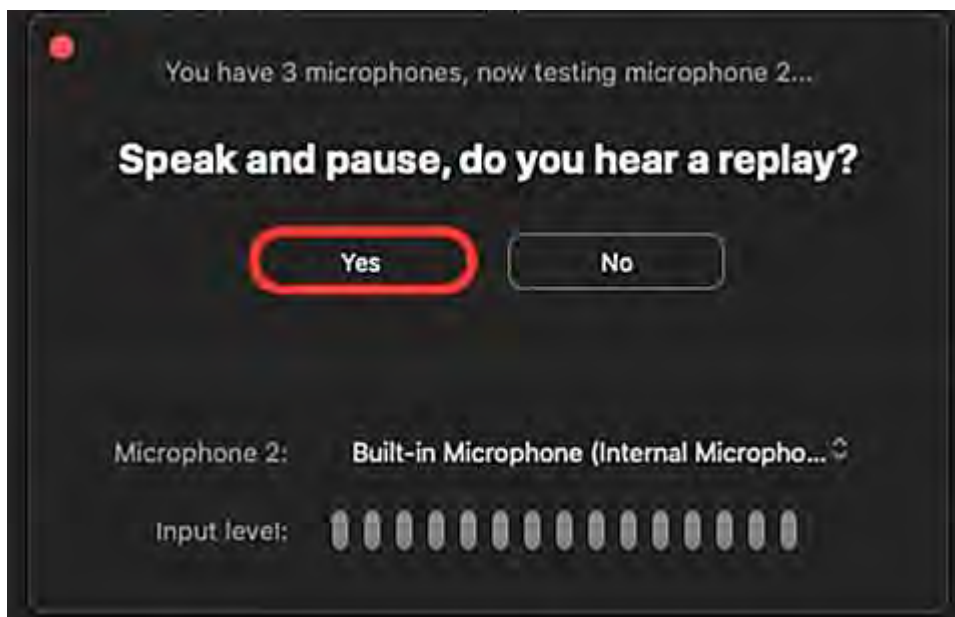 You have 3 microphones, now testing microphone 2...
Speak and pause, do you hear a replay?
Yes No
Microphone 2: Built-in Microphone (Internal Micropho...
Input level: